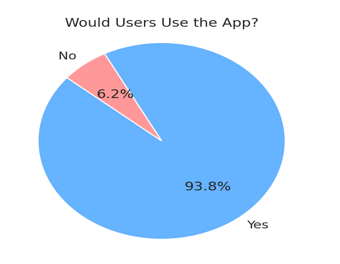 Would Users Use the App?
No
6.2%
93.8%
Yes